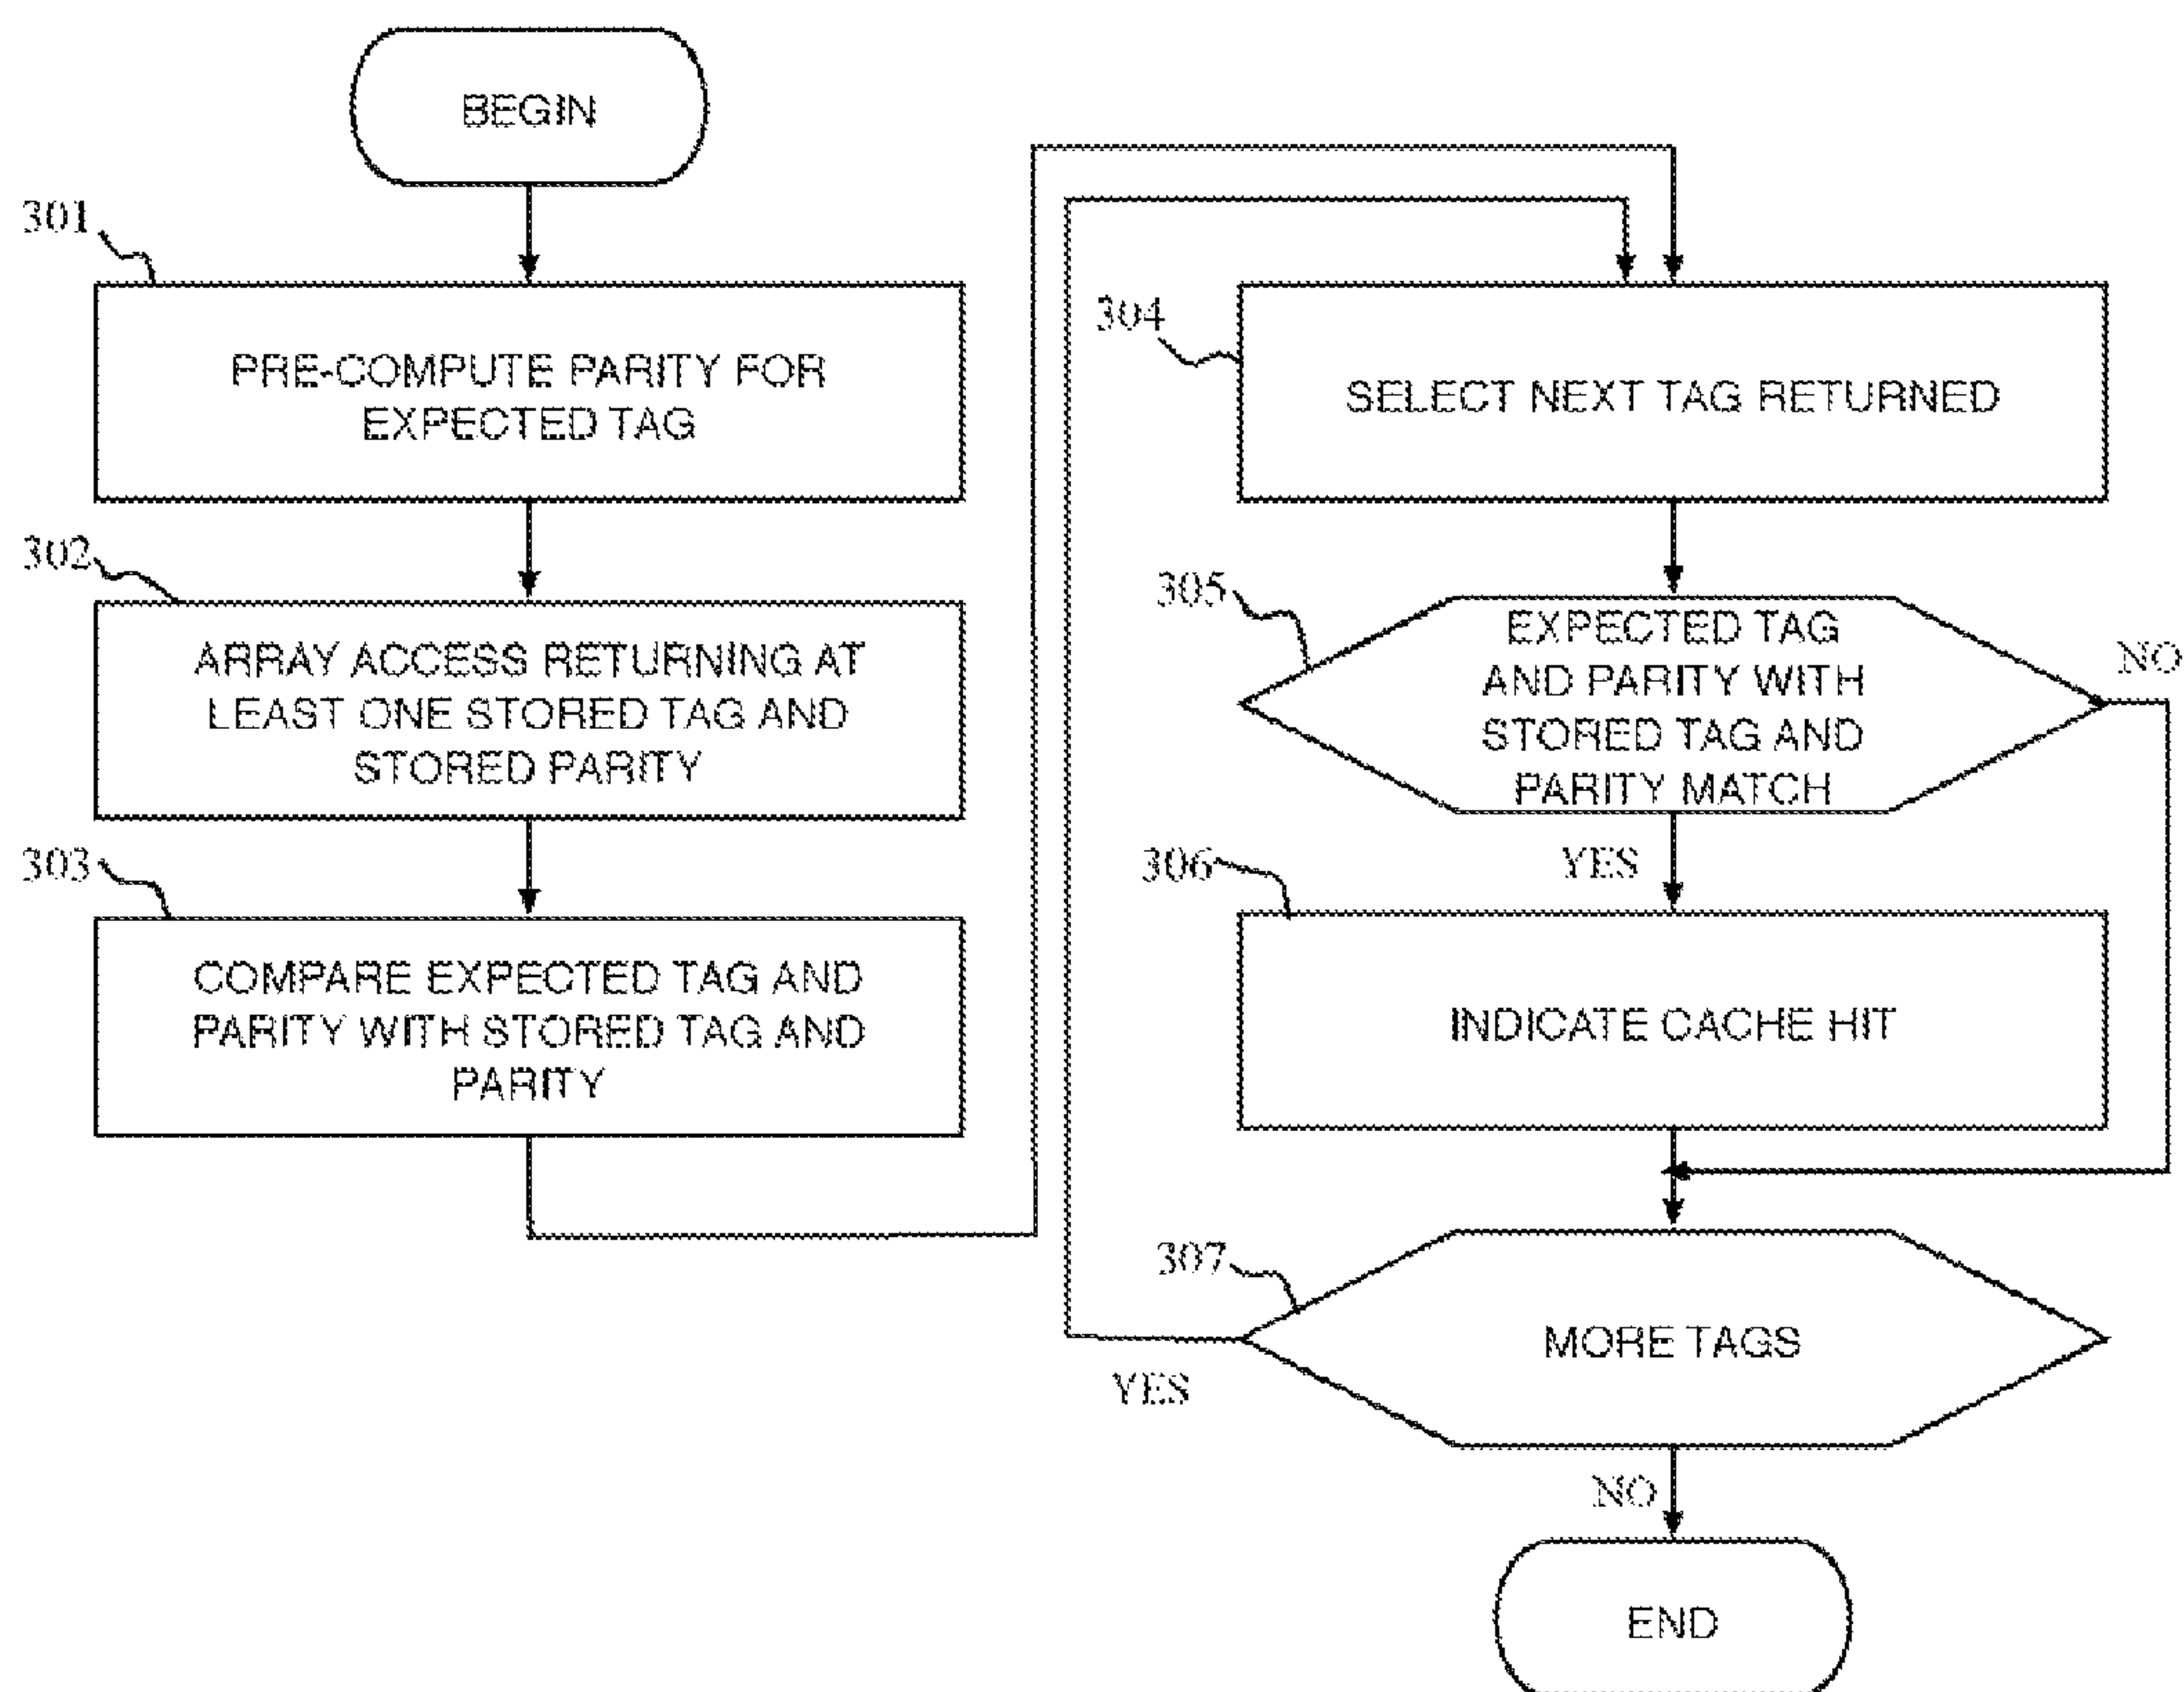 BEGIN
301
PRE-COMPUTE PARITY FOR
EXPECTED TAG
302
ARRAY ACCESS RETURNING AT
LEAST ONE STORED TAG AND
STORED PARITY
303
COMPARE EXPECTED TAG AND
PARITY WITH STORED TAG AND
PARITY
304
SELECT NEXT TAG RETURNED
305
EXPECTED TAG
AND PARITY WITH
STORED TAG AND
PARITY MATCH
NO
YES
306
INDICATE CACHE HIT
307
MORE TAGS
YES
NO
END